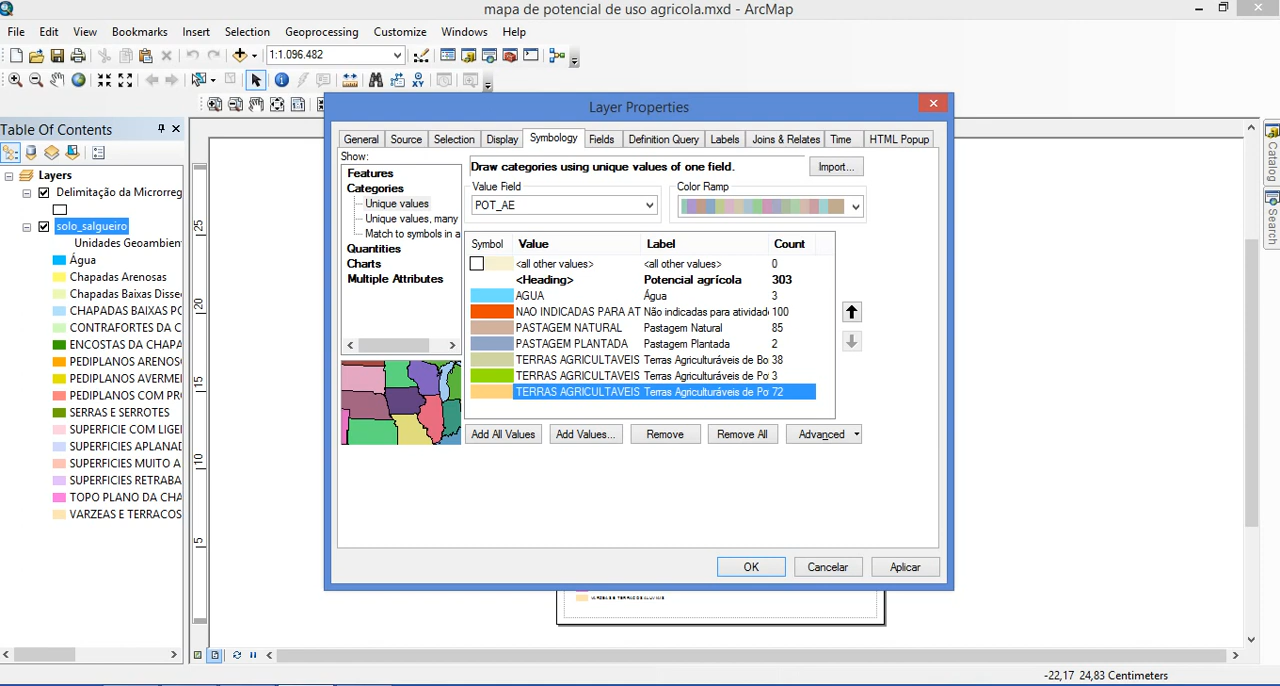 mapa de potencial de uso agricola.mxd - ArcMap
File Edit View Bookmarks Insert Selection Geoprocessing Customize Windows Help
1:1.096.482
Table Of Contents
Layers
Delimitação da Microrreg
solo_salgueiro
Unidades Geoambien
Água
Chapadas Arenosas
Chapadas Baixas Disse
CHAPADAS BAIXAS PC
CONTRAFORTES DA C
ENCOSTAS DA CHAPA
PEDIPLANOS ARENOS
PEDIPLANOS AVERMEI
PEDIPLANOS COM PR
SERRAS E SERROTES
SUPERFICIE COM LIGEI
SUPERFICIES APLANAD
SUPERFICIES MUITO A
SUPERFICIES RETRABA
TOPO PLANO DA CHA
VARZEAS E TERRACOS
25
20
15
10
5
Layer Properties
General Source Selection Display Symbology Fields Definition Query Labels Joins & Relates Time HTML Popup
Show:
Features
Categories
Unique values
Unique values, many
Match to symbols in a
Quantities
Charts
Multiple Attributes
Draw categories using unique values of one field.
Import...
Value Field
POT_AE
Color Ramp
Symbol Value Label Count
<all other values> <all other values> 0
<Heading> Potencial agrícola 303
AGUA Água 3
NAO INDICADAS PARA AT Não indicadas para atividad 100
PASTAGEM NATURAL Pastagem Natural 85
PASTAGEM PLANTADA Pastagem Plantada 2
TERRAS AGRICULTAVEIS Terras Agriculturáveis de Bo 38
TERRAS AGRICULTAVEIS Terras Agriculturáveis de Po 3
TERRAS AGRICULTAVEIS Terras Agriculturáveis de Po 72
Add All Values Add Values... Remove Remove All Advanced
OK Cancelar Aplicar
Catalog
Search
-22,17 24,83 Centimeters